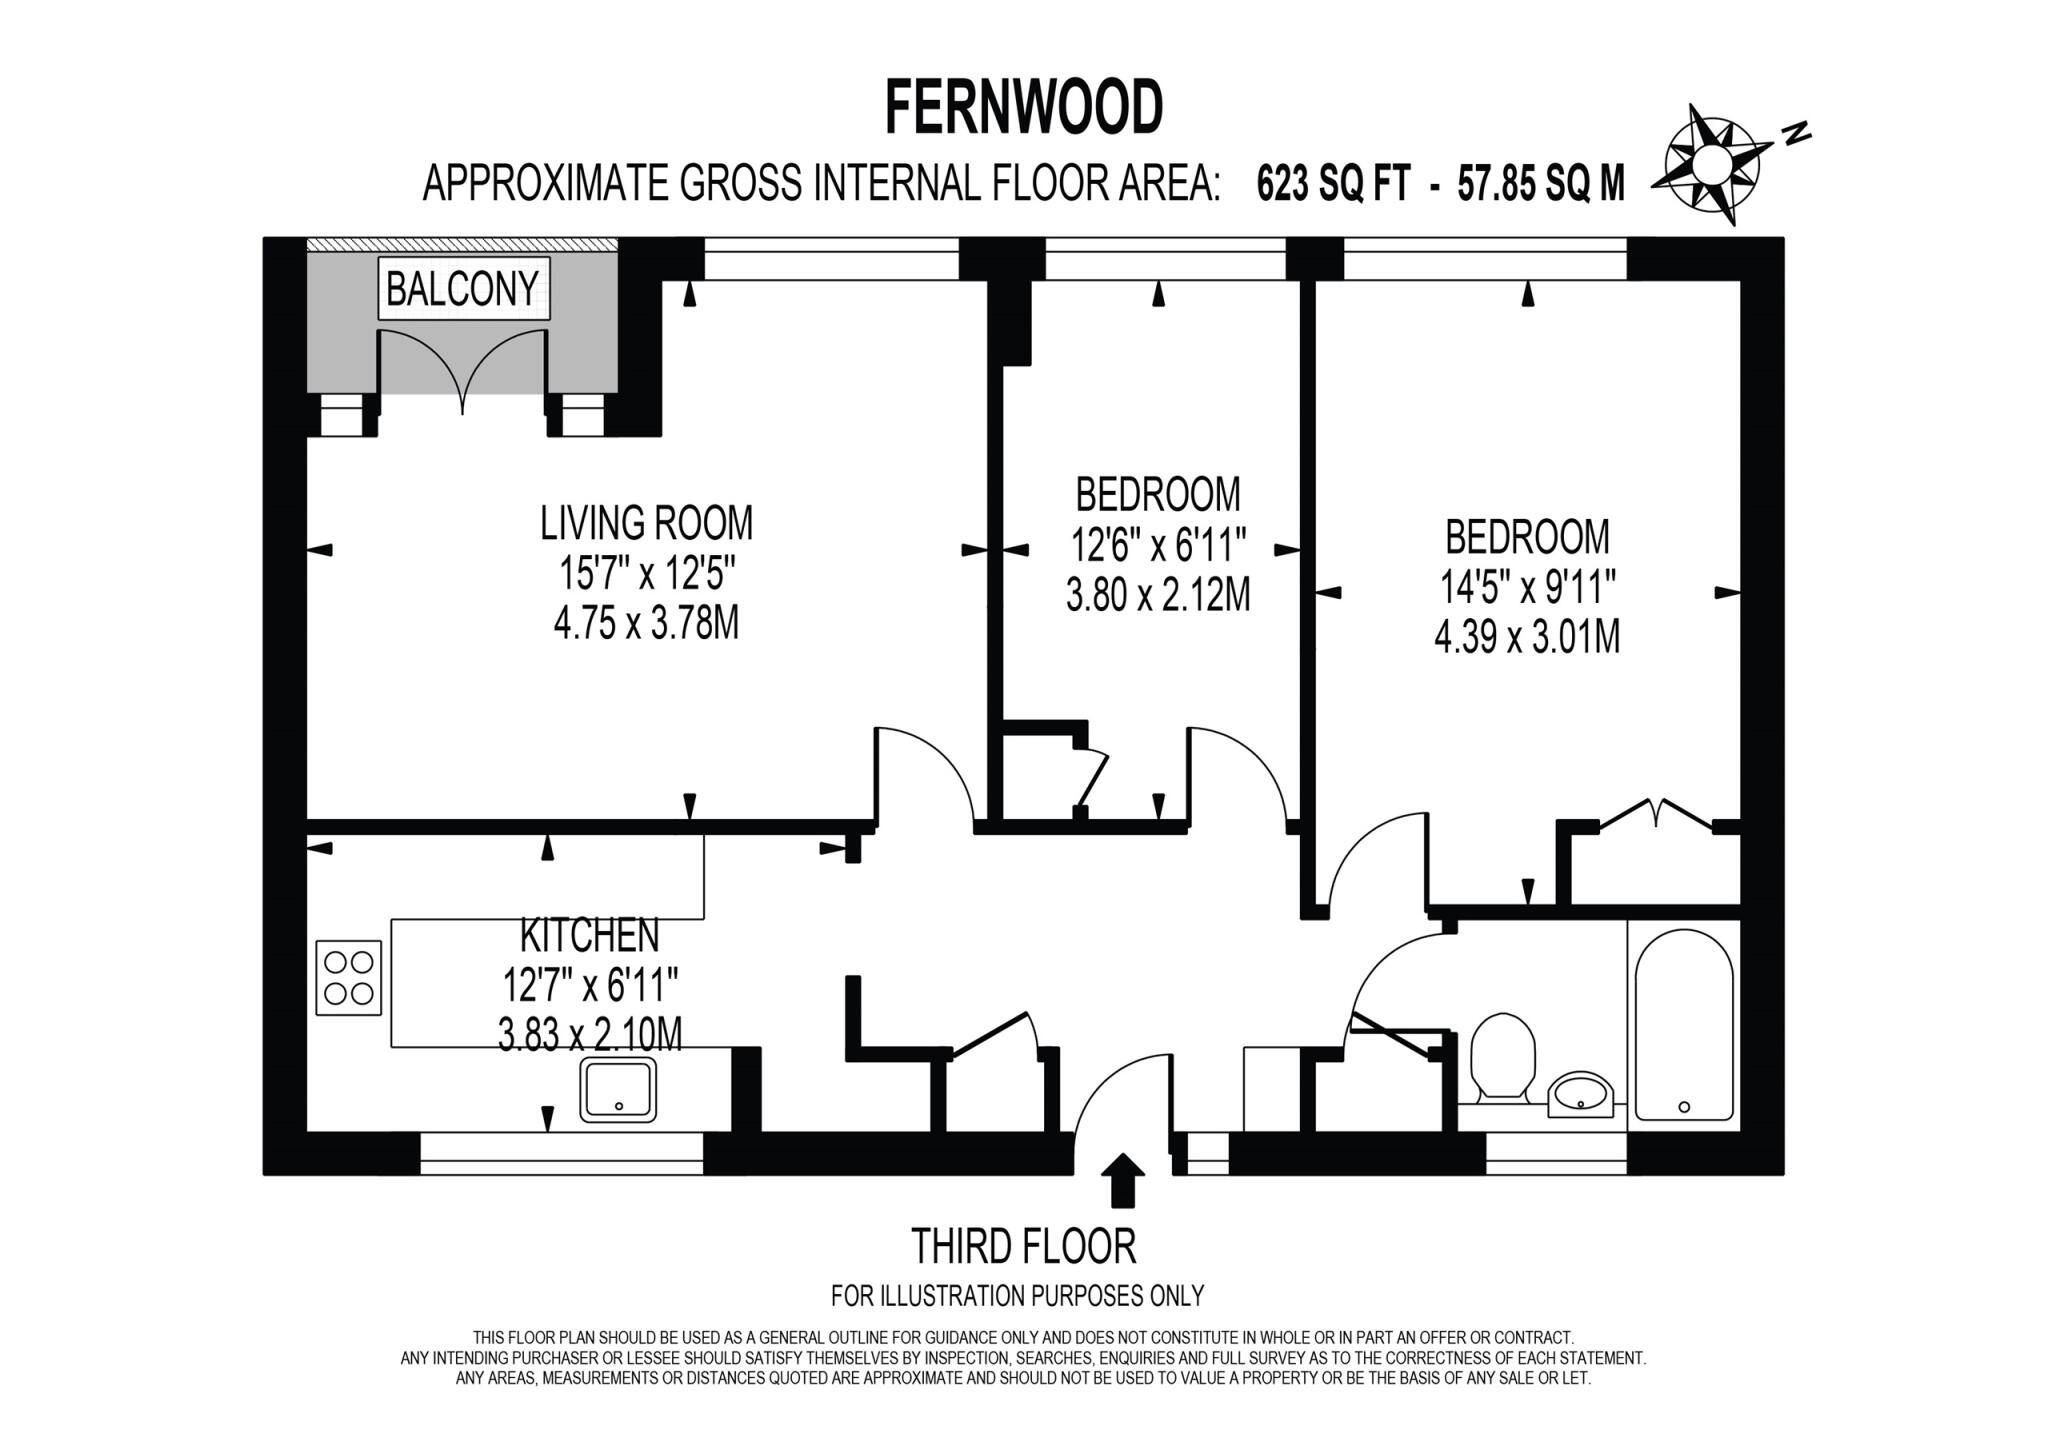 FERNWOOD
APPROXIMATE GROSS INTERNAL FLOOR AREA: 623 SQ FT - 57.85 SQ M
N
BALCONY
LIVING ROOM
15'7" x 12'5"
4.75 x 3.78M
BEDROOM
12'6" x 6'11"
3.80 x 2.12M
BEDROOM
14'5" x 9'11"
4.39 x 3.01M
KITCHEN
12'7" x 6'11"
3.83 x 2.10M
THIRD FLOOR
FOR ILLUSTRATION PURPOSES ONLY
THIS FLOOR PLAN SHOULD BE USED AS A GENERAL OUTLINE FOR GUIDANCE ONLY AND DOES NOT CONSTITUTE IN WHOLE OR IN PART AN OFFER OR CONTRACT.
ANY INTENDING PURCHASER OR LESSEE SHOULD SATISFY THEMSELVES BY INSPECTION, SEARCHES, ENQUIRIES AND FULL SURVEY AS TO THE CORRECTNESS OF EACH STATEMENT.
ANY AREAS, MEASUREMENTS OR DISTANCES QUOTED ARE APPROXIMATE AND SHOULD NOT BE USED TO VALUE A PROPERTY OR BE THE BASIS OF ANY SALE OR LET.